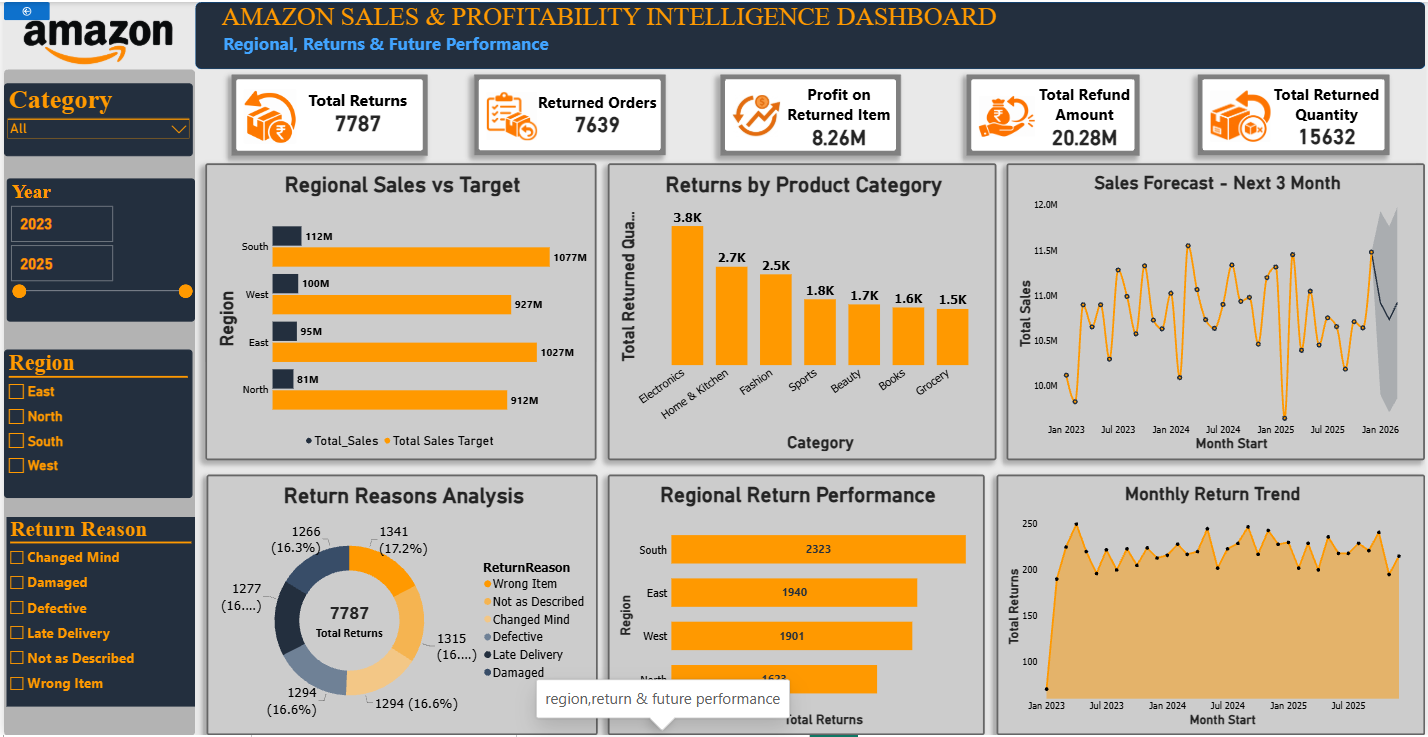 amazon
AMAZON SALES & PROFITABILITY INTELLIGENCE DASHBOARD
Regional, Returns & Future Performance
Category
All
Year
2023
2025
Region
East
North
South
West
Return Reason
Changed Mind
Damaged
Defective
Late Delivery
Not as Described
Wrong Item
Total Returns
7787
Returned Orders
7639
Profit on
Returned Item
8.26M
Total Refund
Amount
20.28M
Total Returned
Quantity
15632
Regional Sales vs Target
Region
South
112M
1077M
West
100M
927M
East
95M
1027M
North
81M
912M
Total_Sales
Total Sales Target
Returns by Product Category
Total Returned Qua...
3.8K
2.7K
2.5K
1.8K
1.7K
1.6K
1.5K
Electronics
Home & Kitchen
Fashion
Sports
Beauty
Books
Grocery
Category
Sales Forecast - Next 3 Month
Total Sales
12.0M
11.5M
11.0M
10.5M
10.0M
Jan 2023
Jul 2023
Jan 2024
Jul 2024
Jan 2025
Jul 2025
Jan 2026
Month Start
Return Reasons Analysis
1266
(16.3%)
1341
(17.2%)
1277
(16....)
1315
(16....)
1294
(16.6%)
1294 (16.6%)
7787
Total Returns
ReturnReason
Wrong Item
Not as Described
Changed Mind
Defective
Late Delivery
Damaged
Regional Return Performance
Region
South
2323
East
1940
West
1901
North
1623
Total Returns
region,return & future performance
Monthly Return Trend
Total Returns
250
200
150
100
Jan 2023
Jul 2023
Jan 2024
Jul 2024
Jan 2025
Jul 2025
Month Start